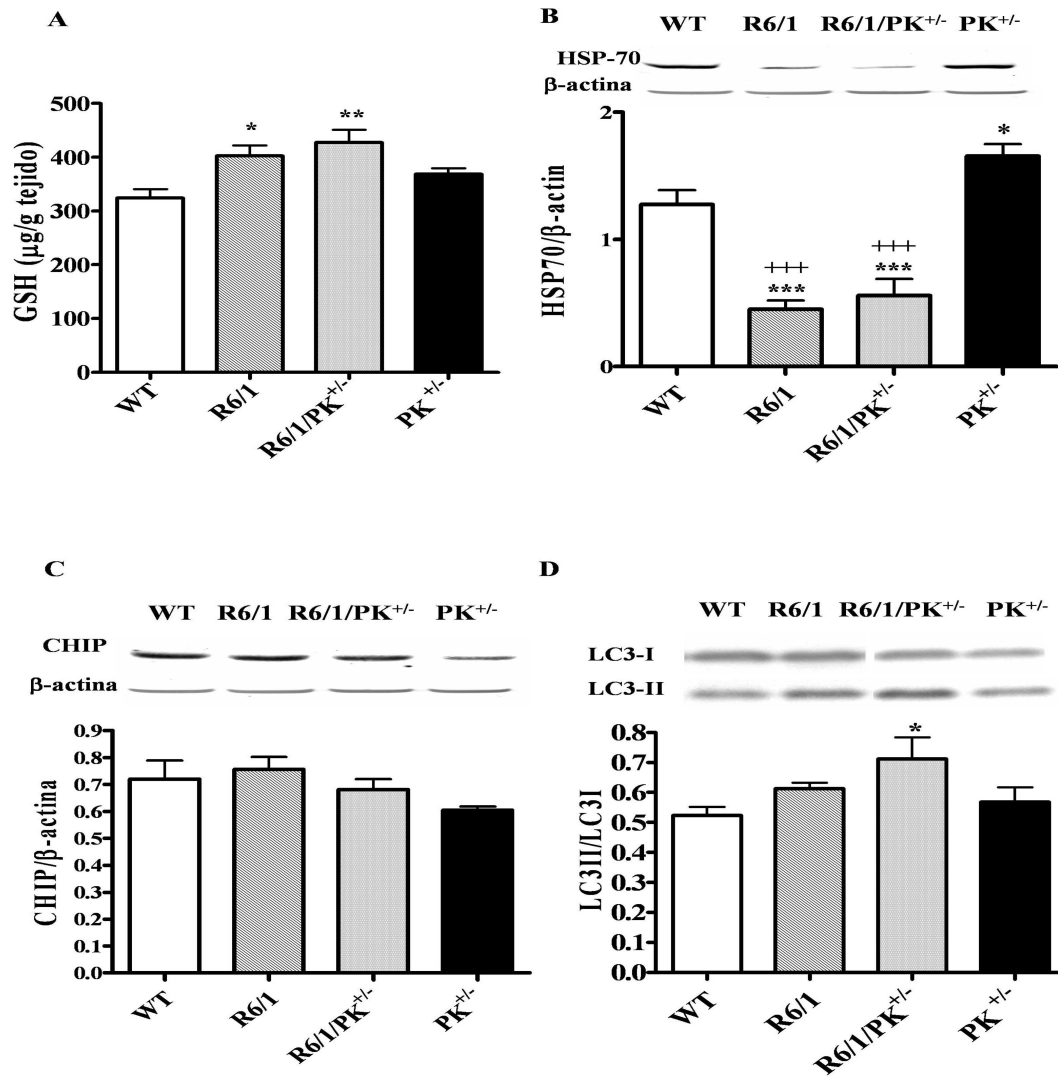 A
500
400
300
200
100
0
GSH (µg/g tejido)
*
**
WT
R6/1
R6/1/PK+/-
PK+/-
B
WT R6/1 R6/1/PK+/- PK+/-
HSP-70
β-actina
2
1
0
HSP70/β-actin
+++
***
+++
***
*
WT
R6/1
R6/1/PK+/-
PK+/-
C
WT R6/1 R6/1/PK+/- PK+/-
CHIP
β-actina
0.9
0.8
0.7
0.6
0.5
0.4
0.3
0.2
0.1
0.0
CHIP/β-actina
WT
R6/1
R6/1/PK+/-
PK+/-
D
WT R6/1 R6/1/PK+/- PK+/-
LC3-I
LC3-II
0.8
0.7
0.6
0.5
0.4
0.3
0.2
0.1
0.0
LC3II/LC3I
*
WT
R6/1
R6/1/PK+/-
PK+/-